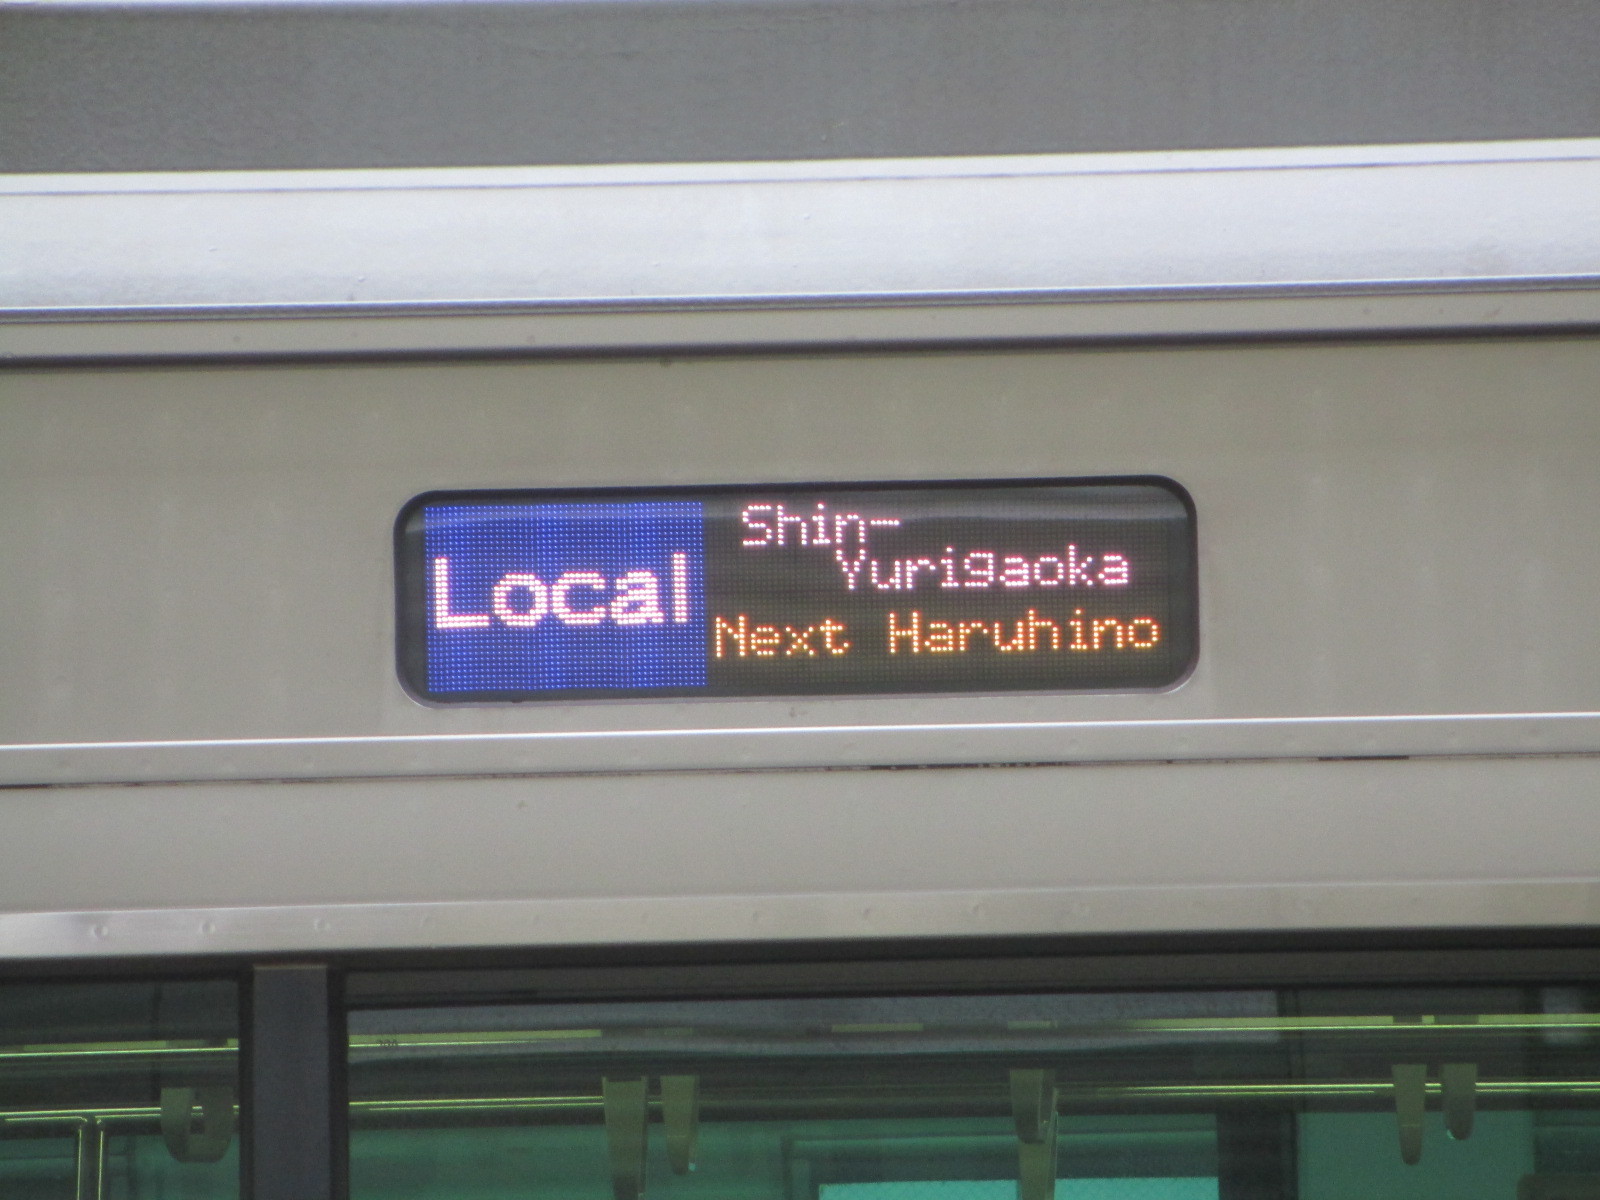 Local
Shin-
Yurigaoka
Next Haruhino